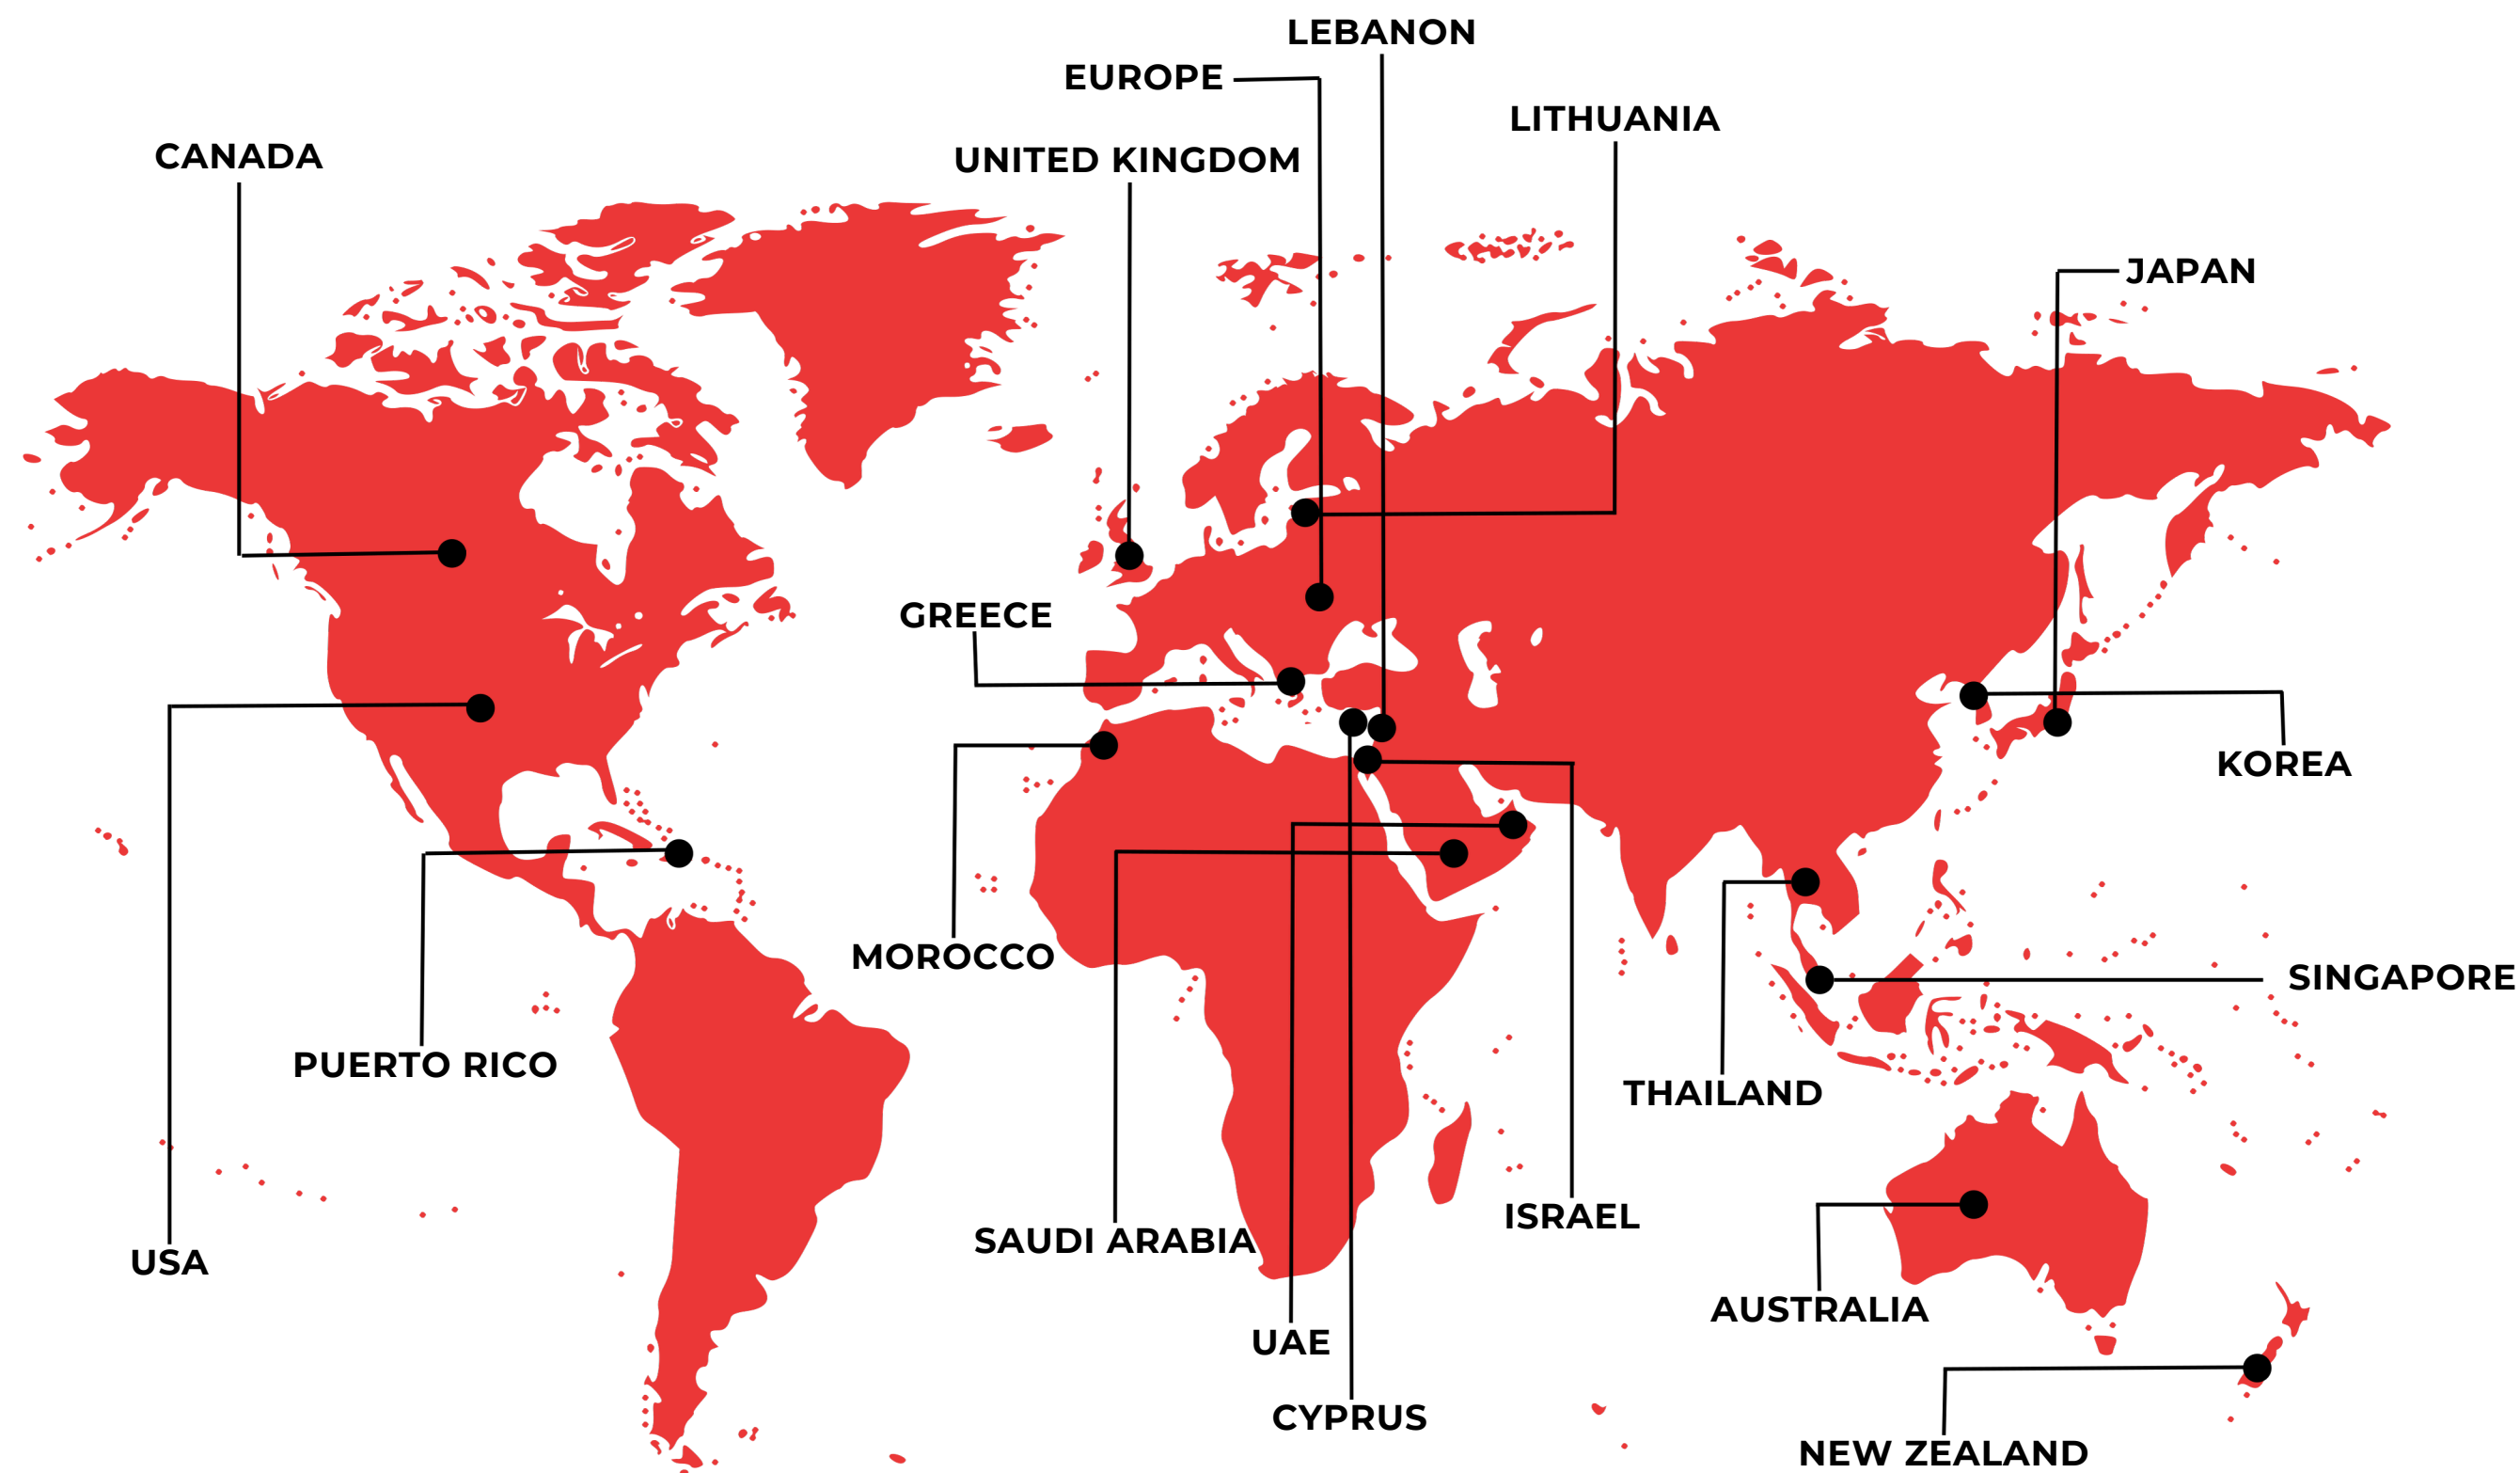 LEBANON
EUROPE
LITHUANIA
CANADA
UNITED KINGDOM
JAPAN
GREECE
KOREA
MOROCCO
SINGAPORE
PUERTO RICO
THAILAND
ISRAEL
SAUDI ARABIA
USA
AUSTRALIA
UAE
CYPRUS
NEW ZEALAND